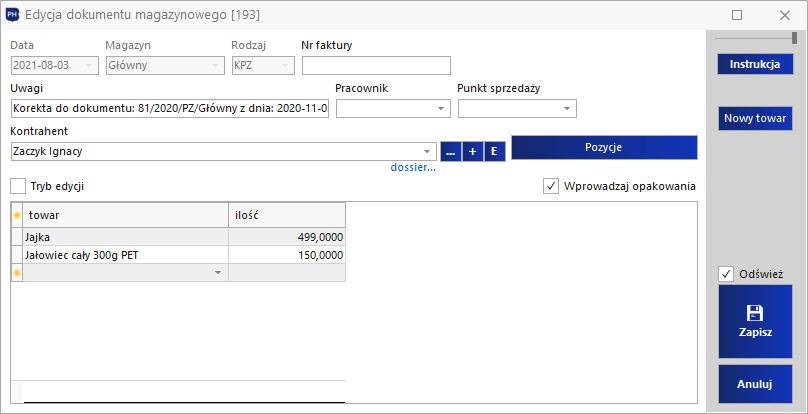 PH+
Edycja dokumentu magazynowego [193]
Data
Magazyn
Rodzaj
Nr faktury
2021-08-03
Główny
KPZ
Uwagi
Pracownik
Punkt sprzedaży
Korekta do dokumentu: 81/2020/PZ/Główny z dnia: 2020-11-0
Kontrahent
Zaczyk Ignacy
...
+
E
Pozycje
dossier...
Tryb edycji
Wprowadzaj opakowania
towar
ilość
Jajka
499,0000
Jałowiec cały 300g PET
150,0000
Instrukcja
Nowy towar
Odśwież
Zapisz
Anuluj